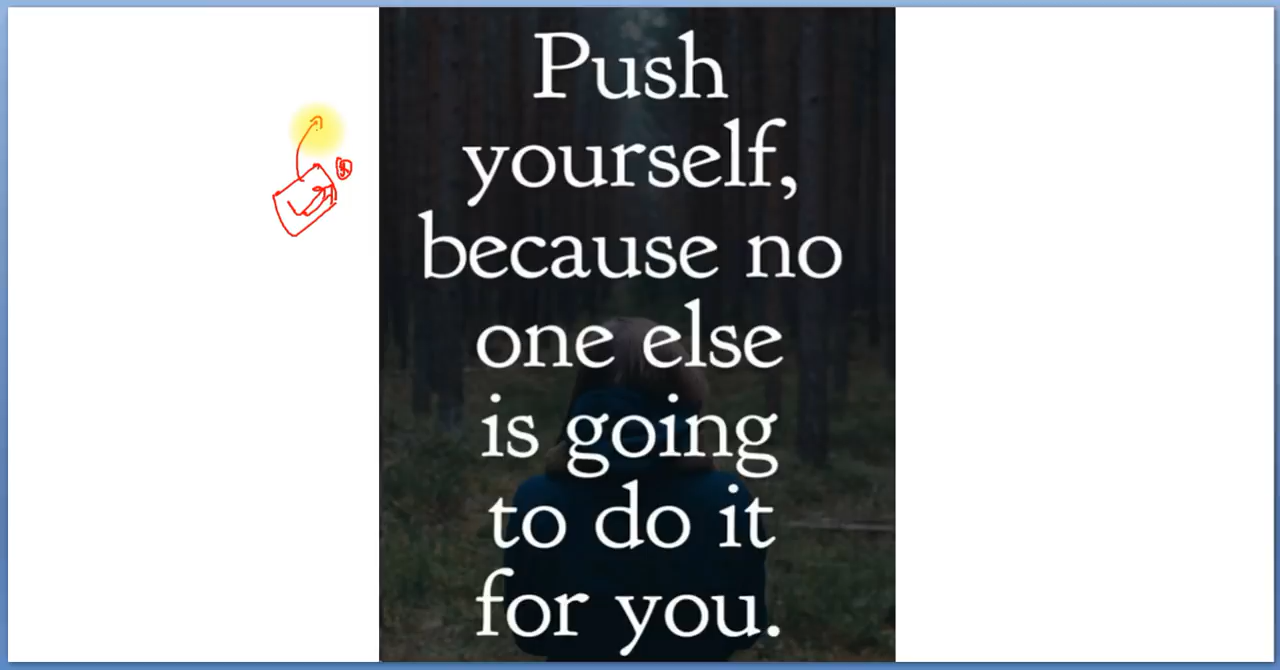 Push
yourself,
because no
one else
is going
to do it
for you.